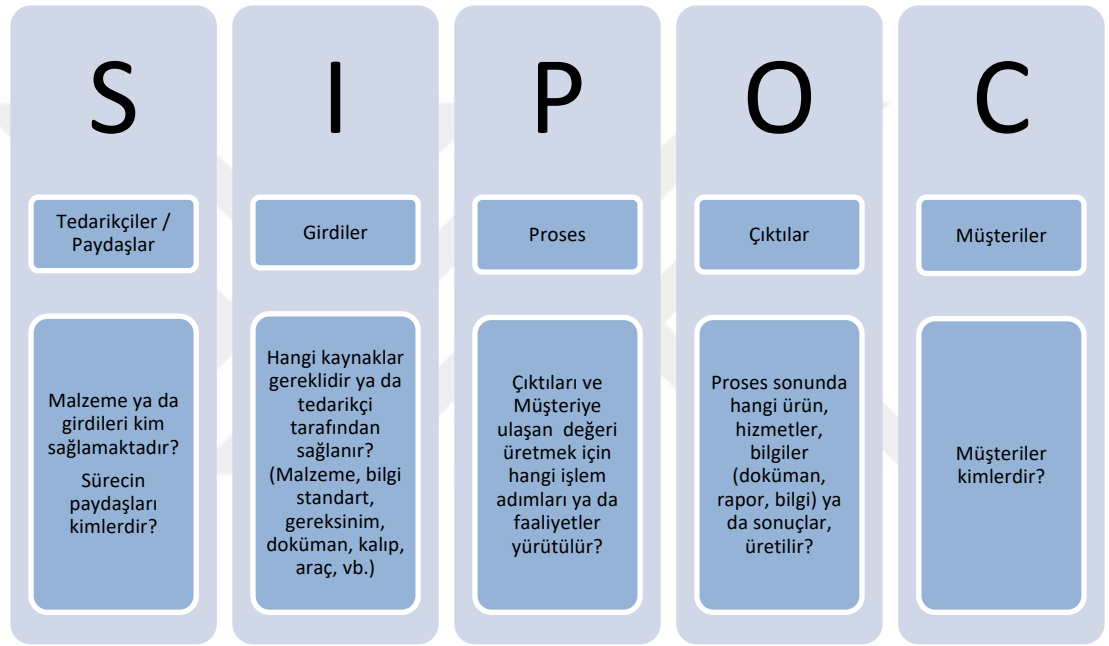 S
Tedarikçiler /
Paydaşlar
Malzeme ya da
girdileri kim
sağlamaktadır?
Sürecin
paydaşları
kimlerdir?
I
Girdiler
Hangi kaynaklar
gereklidir ya da
tedarikçi
tarafından
sağlanır?
(Malzeme, bilgi
standart,
gereksinim,
doküman, kalıp,
araç, vb.)
P
Proses
Çıktıları ve
Müşteriye
ulaşan değeri
üretmek için
hangi işlem
adımları ya da
faaliyetler
yürütülür?
O
Çıktılar
Proses sonunda
hangi ürün,
hizmetler,
bilgiler
(doküman,
rapor, bilgi) ya
da sonuçlar,
üretilir?
C
Müşteriler
Müşteriler
kimlerdir?